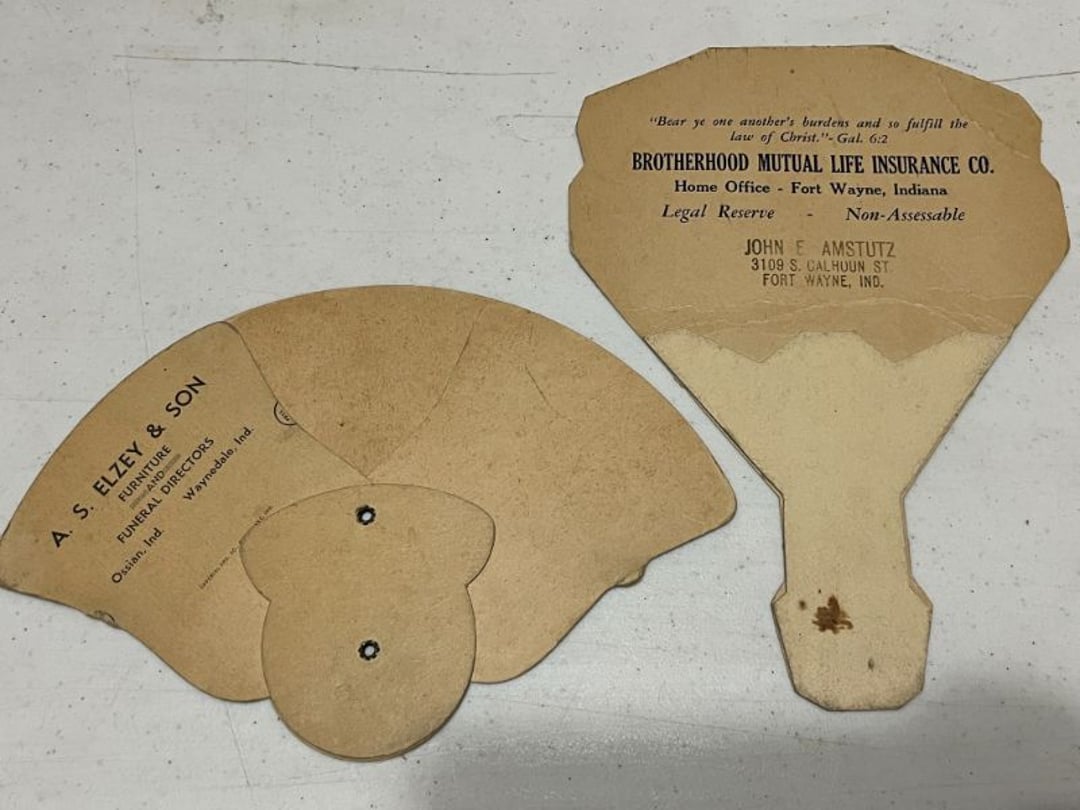 "Bear ye one another's burdens and so fulfill the
law of Christ."-Gal. 6:2
BROTHERHOOD MUTUAL LIFE INSURANCE CO.
Home Office - Fort Wayne, Indiana
Legal Reserve - Non-Assessable
JOHN E AMSTUTZ
3109 S. CALHOUN ST.
FORT WAYNE, IND.
A. S. ELZEY & SON
FURNITURE
AND
FUNERAL DIRECTORS
Ossian, Ind. Waynedale, Ind.